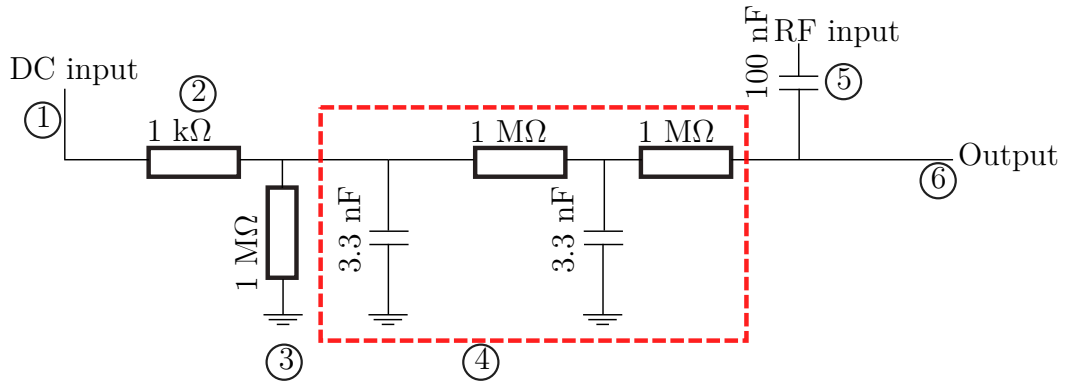 DC input
1
2
1 kΩ
1 MΩ
3
3.3 nF
1 MΩ
3.3 nF
1 MΩ
4
100 nF
RF input
5
Output
6